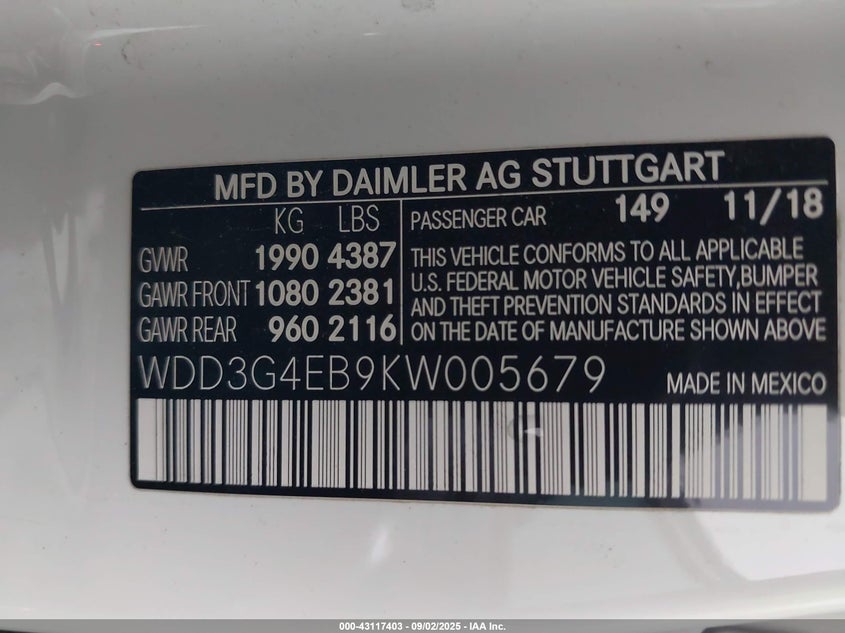 MFD BY DAIMLER AG STUTTGART
KG LBS
GVWR 1990 4387
GAWR FRONT 1080 2381
GAWR REAR 960 2116
PASSENGER CAR 149 11/18
THIS VEHICLE CONFORMS TO ALL APPLICABLE
U.S. FEDERAL MOTOR VEHICLE SAFETY,BUMPER
AND THEFT PREVENTION STANDARDS IN EFFECT
ON THE DATE OF MANUFACTURE SHOWN ABOVE
WDD3G4EB9KW005679 MADE IN MEXICO
000-43117403 - 09/02/2025 - IAA Inc.